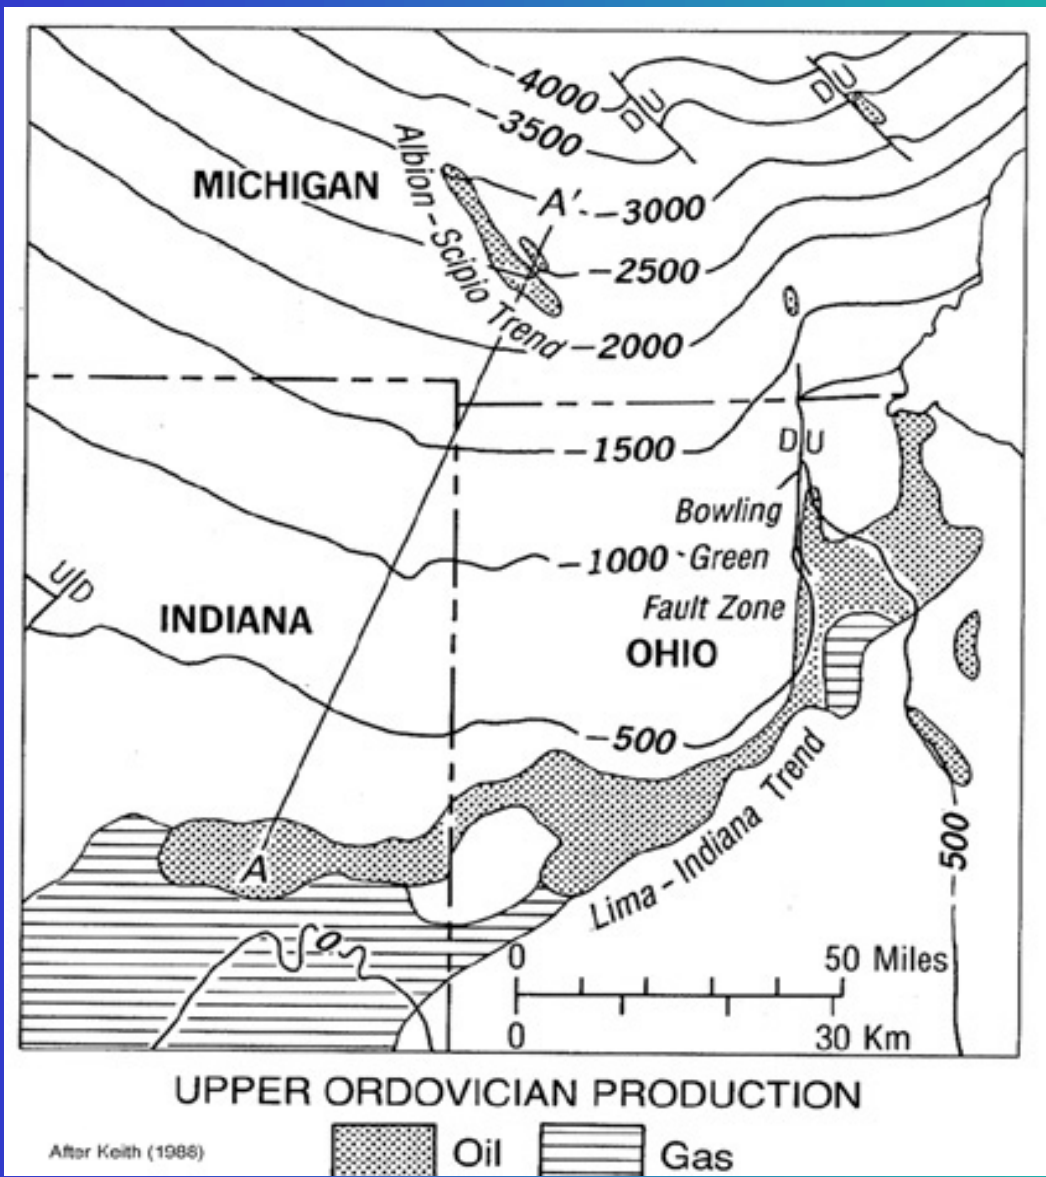 -4000
-3500
D U
D U
MICHIGAN
Albion - Scipio Trend
A'
-3000
-2500
-2000
-1500
D U
Bowling
-1000
Green
U/D
INDIANA
Fault Zone
OHIO
-500
Lima - Indiana Trend
A
500
0
0 50 Miles
0 30 Km
UPPER ORDOVICIAN PRODUCTION
After Keith (1988)
Oil
Gas